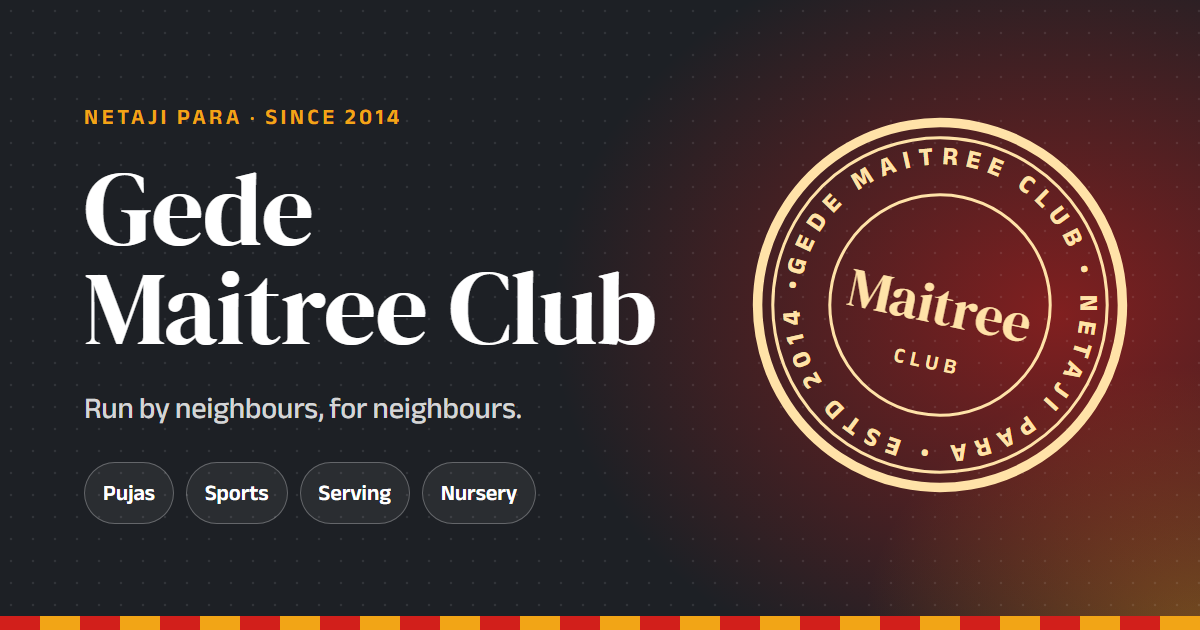 NETAJI PARA · SINCE 2014
Gede
Maitree Club
Run by neighbours, for neighbours.
Pujas
Sports
Serving
Nursery
GEDE MAITREE CLUB • NETAJI PARA • ESTD 2014 •
Maitree
CLUB